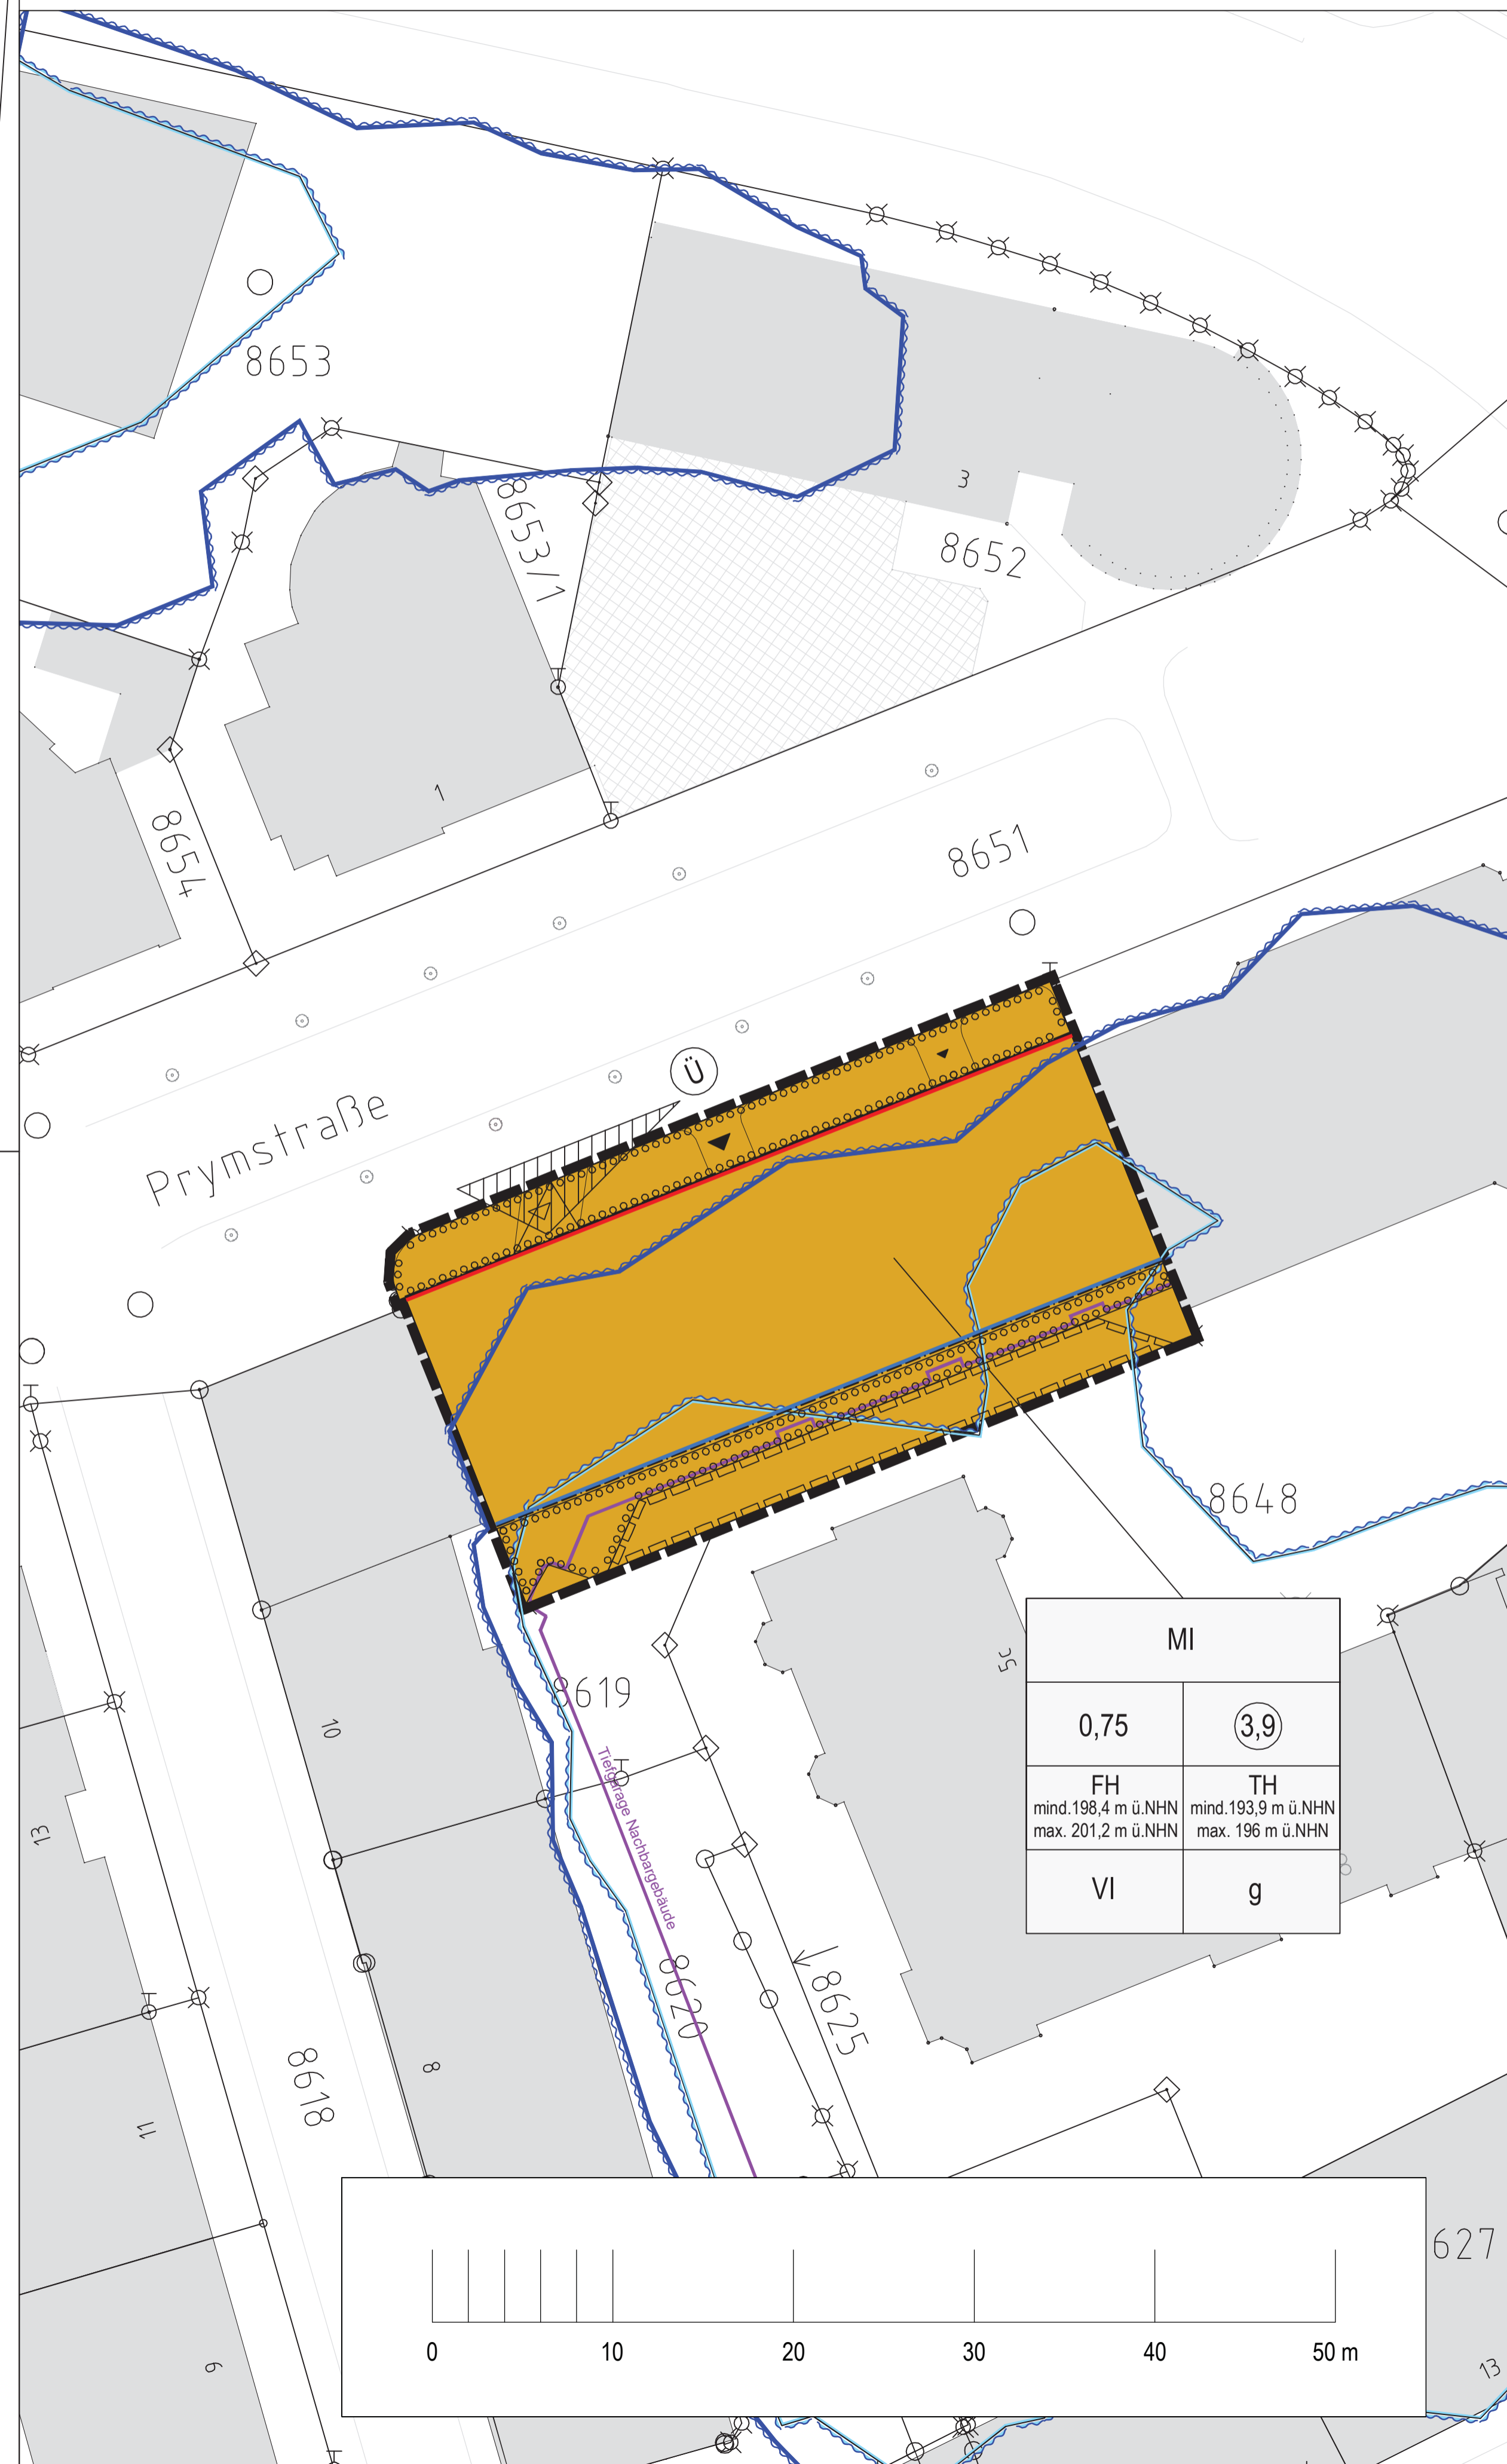 8653
8653/1
3
8652
1
8654
8651
Ü
Prymstraße
8648
5c
MI
0,75
3,9
FH
mind.198,4 m ü.NHN
max. 201,2 m ü.NHN
TH
mind.193,9 m ü.NHN
max. 196 m ü.NHN
VI
g
8619
10
Tiefgarage Nachbargebäude
13
8620
8625
8
8618
11
627
9
13
0
10
20
30
40
50 m